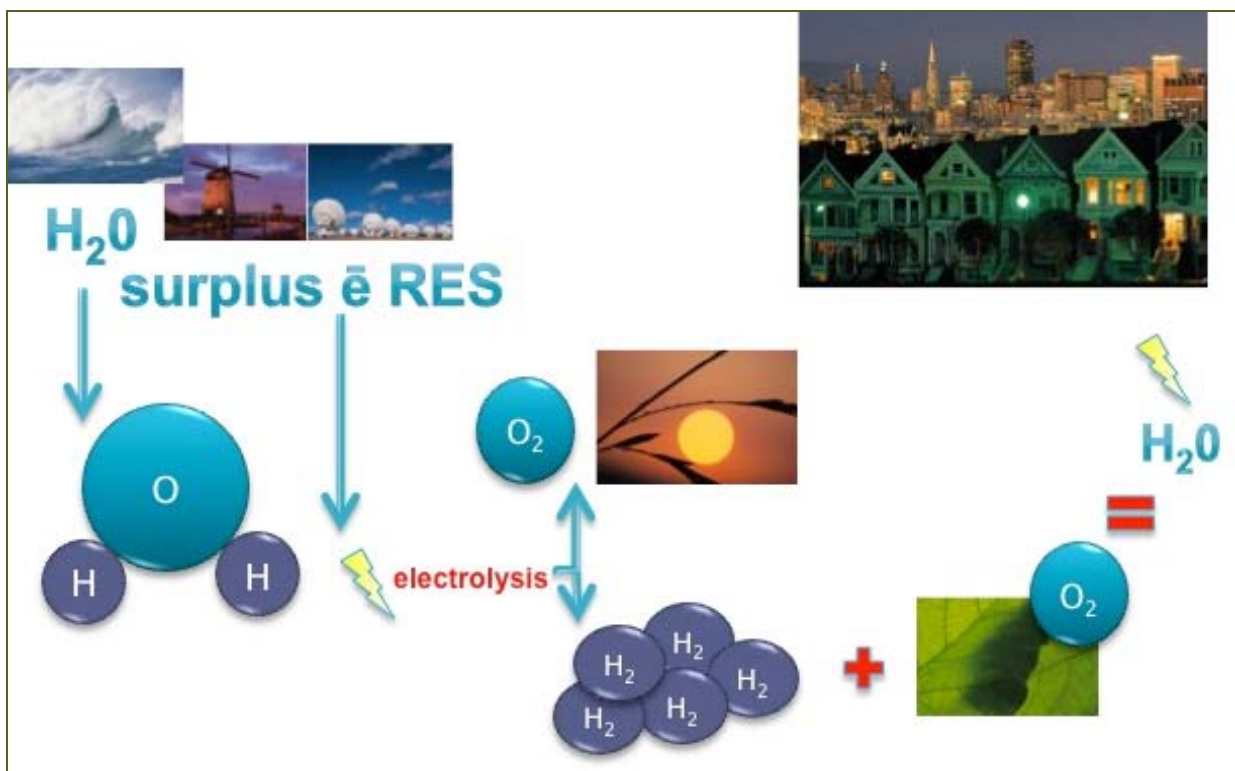 H₂0
surplus ē RES
O
H
H
electrolysis
O₂
H₂
H₂
H₂
H₂
H₂
+
O₂
=
H₂0